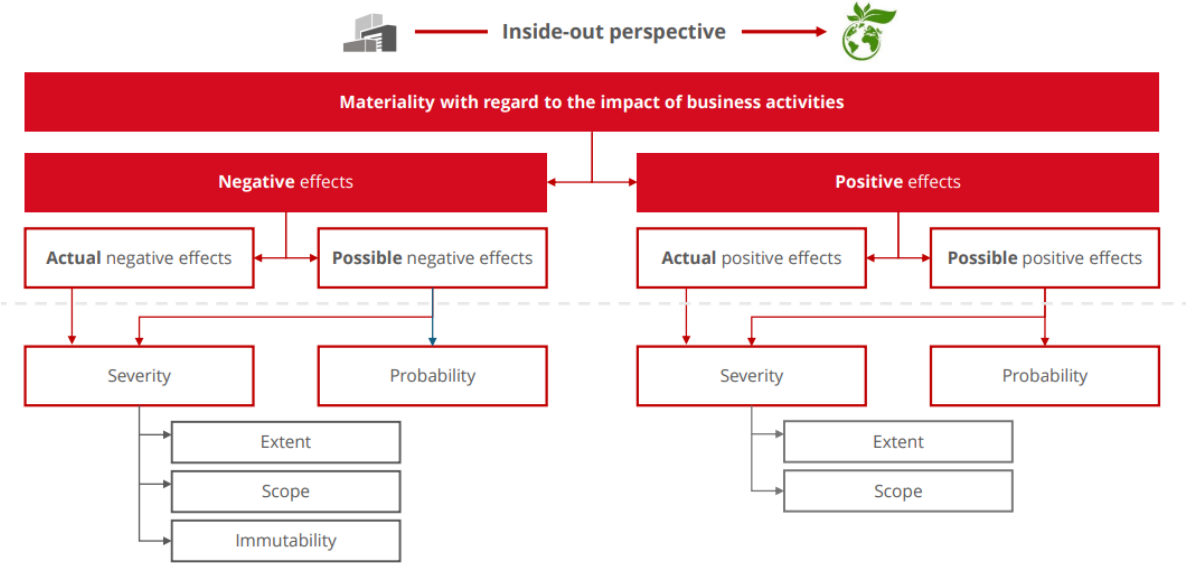 Inside-out perspective
Materiality with regard to the impact of business activities
Negative effects
Positive effects
Actual negative effects
Possible negative effects
Actual positive effects
Possible positive effects
Severity
Probability
Severity
Probability
Extent
Scope
Immutability
Extent
Scope